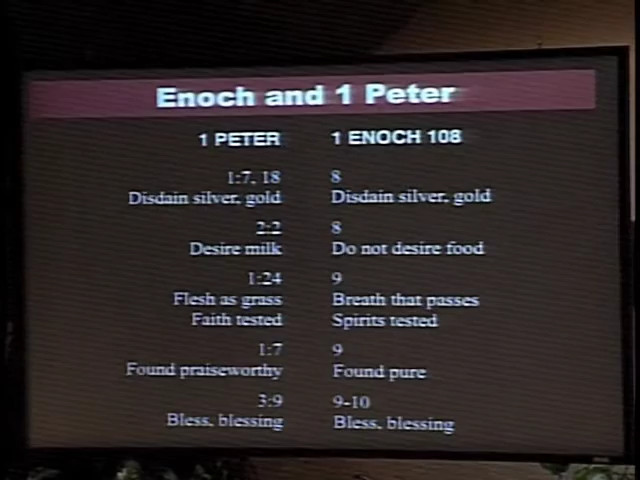 Enoch and 1 Peter
1 PETER 1 ENOCH 108
1:7, 18 8
Disdain silver, gold Disdain silver, gold
2:2 8
Desire milk Do not desire food
1:24 9
Flesh as grass Breath that passes
Faith tested Spirits tested
1:7 9
Found praiseworthy Found pure
3:9 9-10
Bless, blessing Bless, blessing